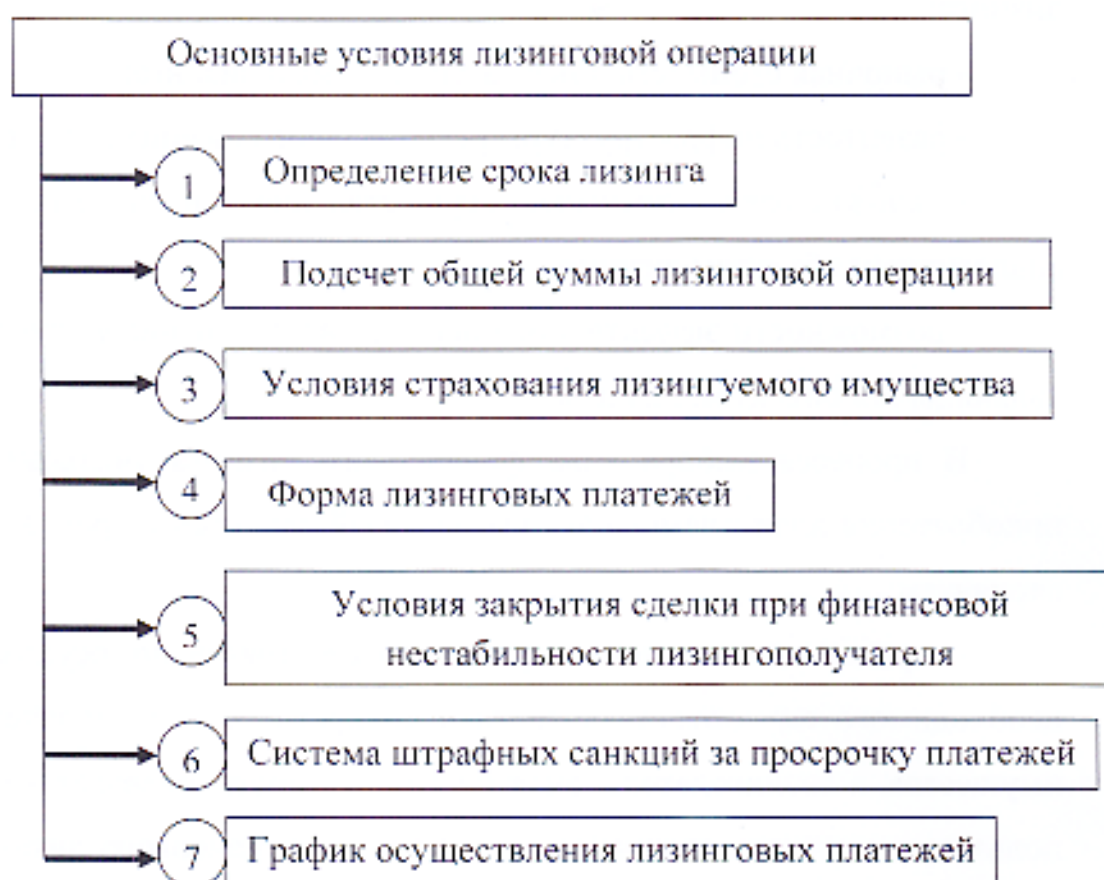 Основные условия лизинговой операции
1 Определение срока лизинга
2 Подсчет общей суммы лизинговой операции
3 Условия страхования лизингуемого имущества
4 Форма лизинговых платежей
5 Условия закрытия сделки при финансовой
нестабильности лизингополучателя
6 Система штрафных санкций за просрочку платежей
7 График осуществления лизинговых платежей